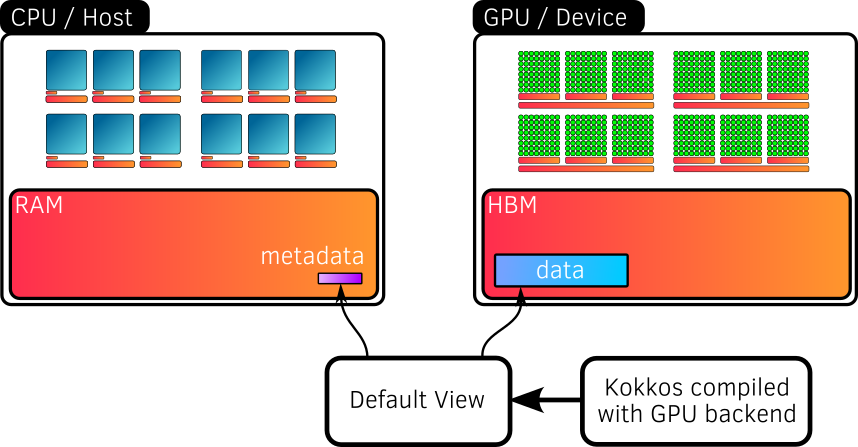 CPU / Host
GPU / Device
RAM
metadata
HBM
data
Default View
Kokkos compiled
with GPU backend